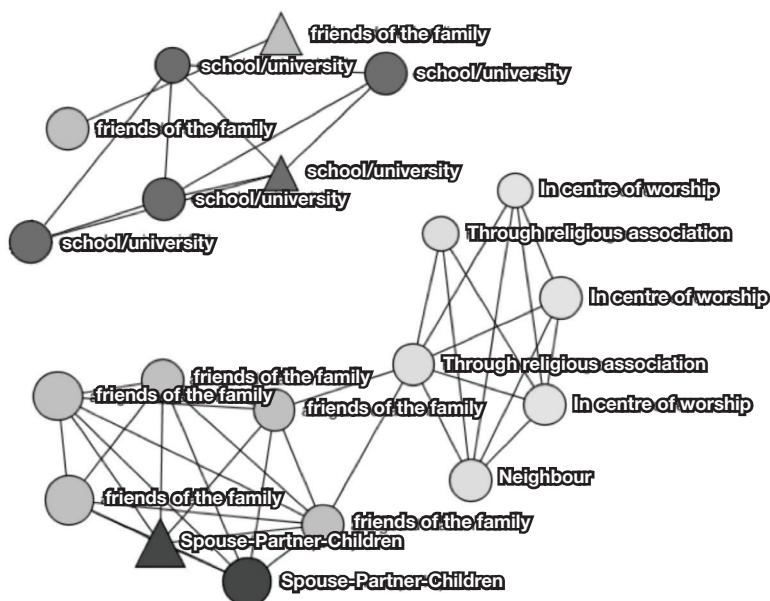 friends of the family
school/university
school/university
friends of the family
school/university
In centre of worship
school/university
Through religious association
school/university
In centre of worship
Through religious association
friends of the family
friends of the family
In centre of worship
friends of the family
Neighbour
friends of the family
friends of the family
Spouse-Partner-Children
Spouse-Partner-Children